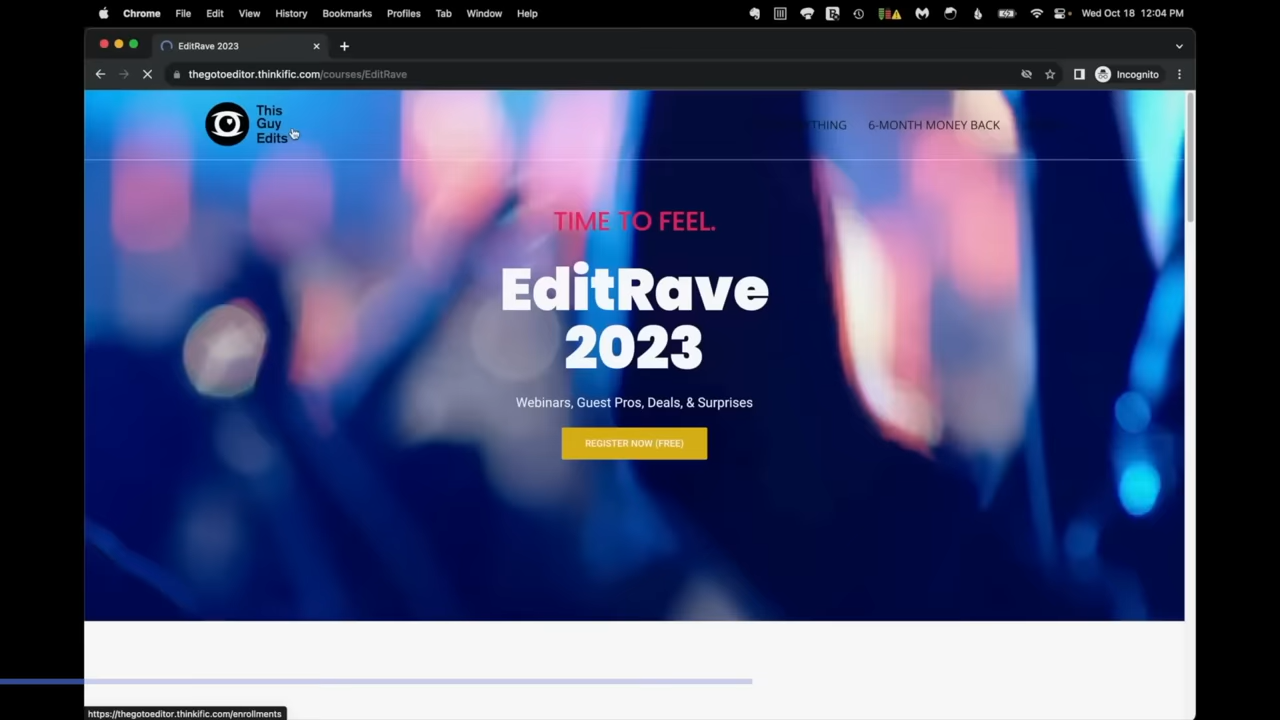 Chrome File Edit View History Bookmarks Profiles Tab Window Help
Wed Oct 18 12:04 PM
EditRave 2023
thegotoeditor.thinkific.com/courses/EditRave
Incognito
This
Guy
Edits
6-MONTH MONEY BACK
TIME TO FEEL.
EditRave
2023
Webinars, Guest Pros, Deals, & Surprises
REGISTER NOW (FREE)
https://thegotoeditor.thinkific.com/enrollments